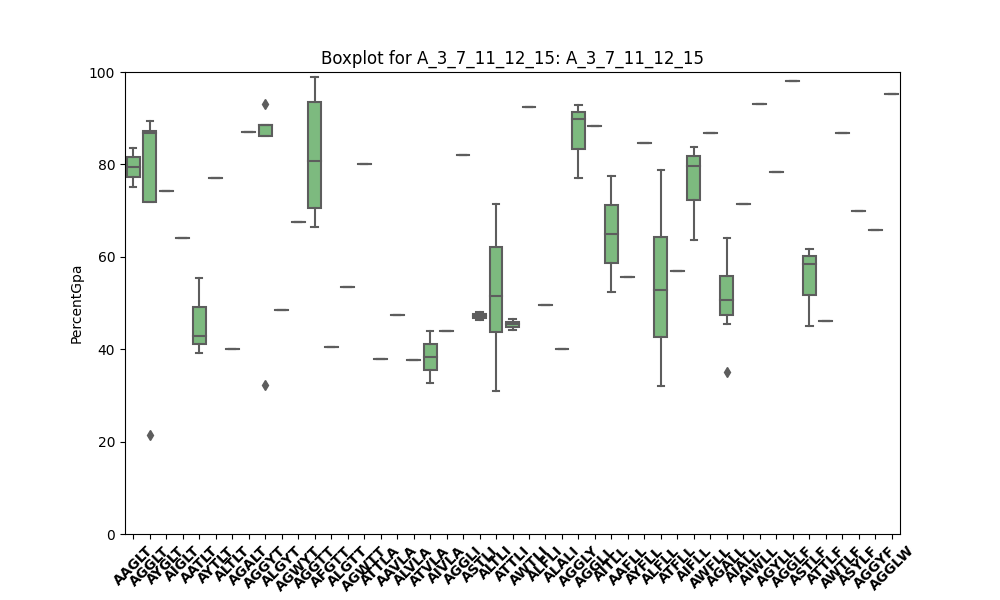 Boxplot for A_3_7_11_12_15: A_3_7_11_12_15
PercentGpa
100
80
60
40
20
0
AAGLT
AGGLT
AYGLT
AIGLT
AATLT
AYTLT
ALTLT
AGALT
AGGYT
ALGYT
AGWYT
AGGTT
AFGTT
ALGTT
AGWTT
ATTLA
AAVLA
ALVLA
ATVLA
AIVLA
AGGLI
ASTLI
ALTLI
ATTLI
AWTLI
ALFLI
ALALI
AGGLY
AGGLL
AITLL
AAFLL
AYFLL
ALFLL
ATFLL
AIFLL
AWFLL
AGALL
AIALL
AIWLL
AGYLL
AGGLF
ASTLF
ATTLF
AWTLF
ASYLF
AGGYF
AGGLW